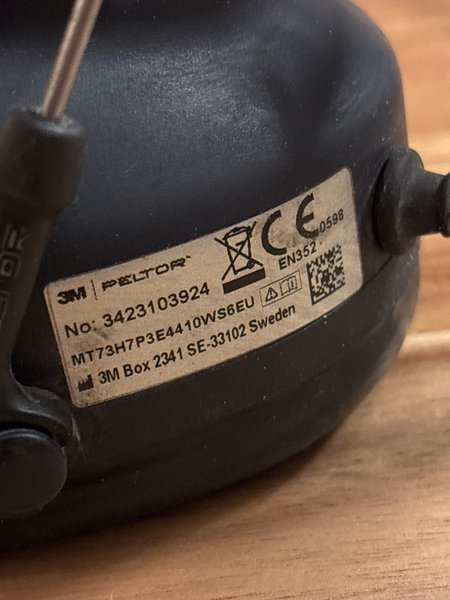 3M | PELTOR™
CE 0598
No: 3423103924
EN352
MT73H7P3E4410WS6EU
3M Box 2341 SE-33102 Sweden